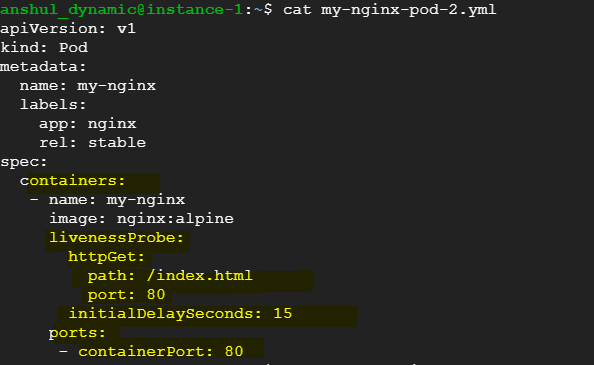 anshul_dynamic@instance-1:~$ cat my-nginx-pod-2.yml
apiVersion: v1
kind: Pod
metadata:
  name: my-nginx
  labels:
    app: nginx
    rel: stable
spec:
  containers:
   - name: my-nginx
     image: nginx:alpine
     livenessProbe:
       httpGet:
         path: /index.html
         port: 80
       initialDelaySeconds: 15
     ports:
      - containerPort: 80